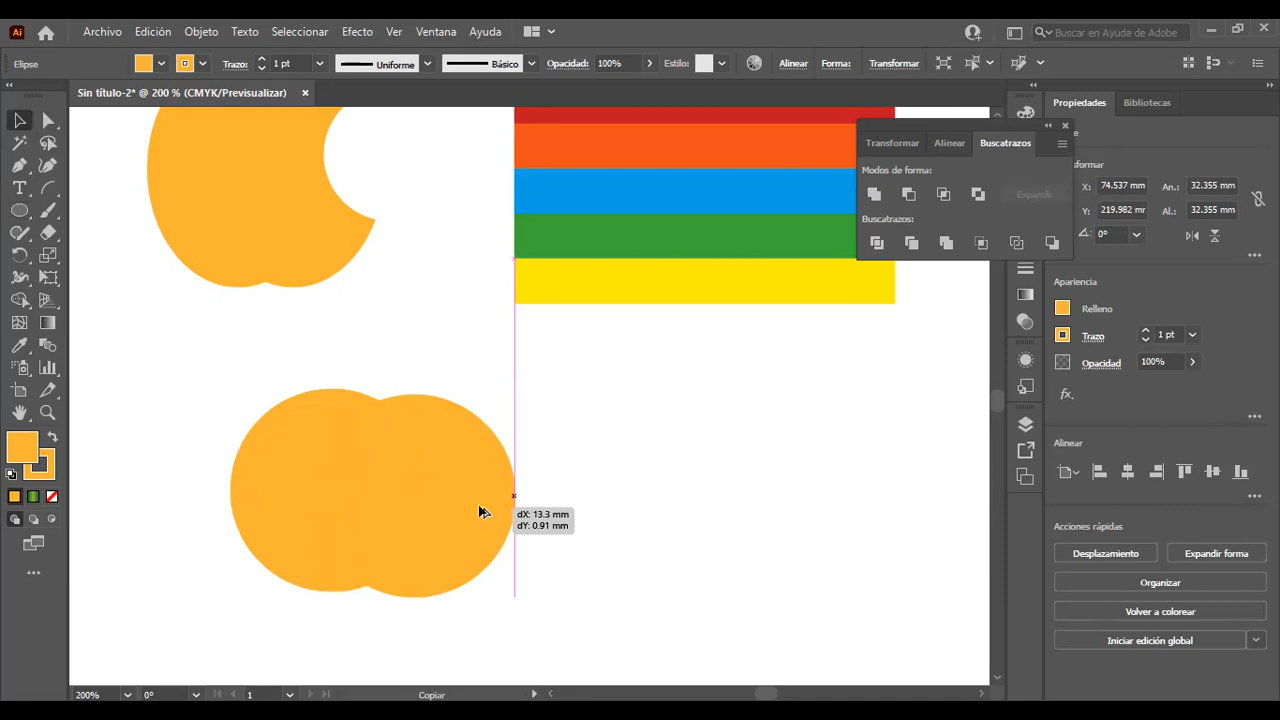 Ai
Archivo Edición Objeto Texto Seleccionar Efecto Ver Ventana Ayuda
Buscar en Ayuda de Adobe
Elipse
Trazo: 1 pt Uniforme Básico Opacidad: 100% Estilo: Alinear Forma: Transformar
Sin título-2* @ 200 % (CMYK/Previsualizar)
Transformar Alinear Buscatrazos
Modos de forma:
Expandir
Buscatrazos:
Propiedades Bibliotecas
X: 74.537 mm An.: 32.355 mm
Y: 219.982 mr Al.: 32.355 mm
0°
Apariencia
Relleno
Trazo 1 pt
Opacidad 100%
fx.
Alinear
Acciones rápidas
Desplazamiento Expandir forma
Organizar
Volver a colorear
Iniciar edición global
dX: 13.3 mm
dY: 0.91 mm
200% 0° 1 Copiar